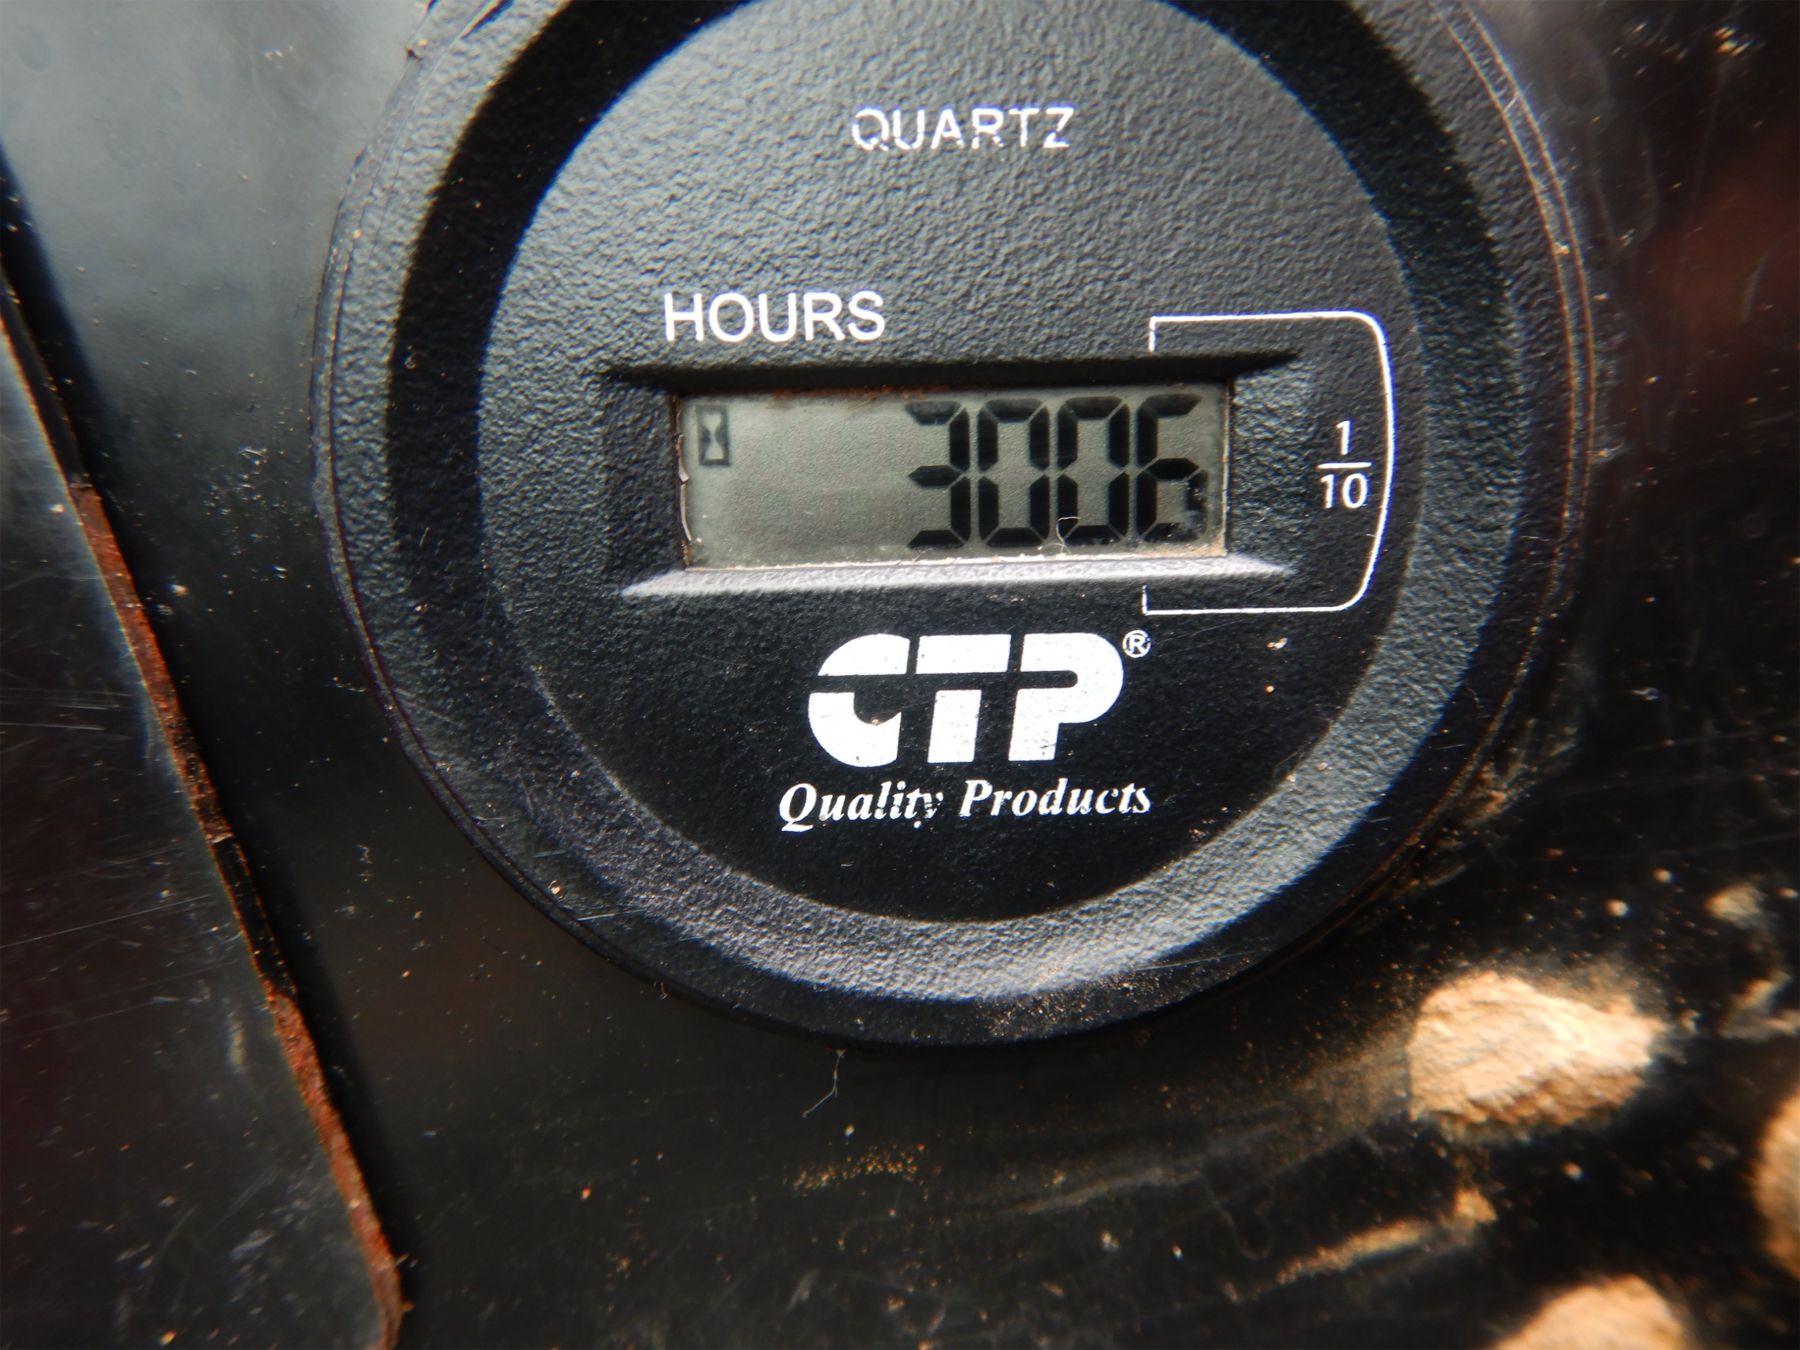 QUARTZ
HOURS
3006
1
10
CTP®
Quality Products